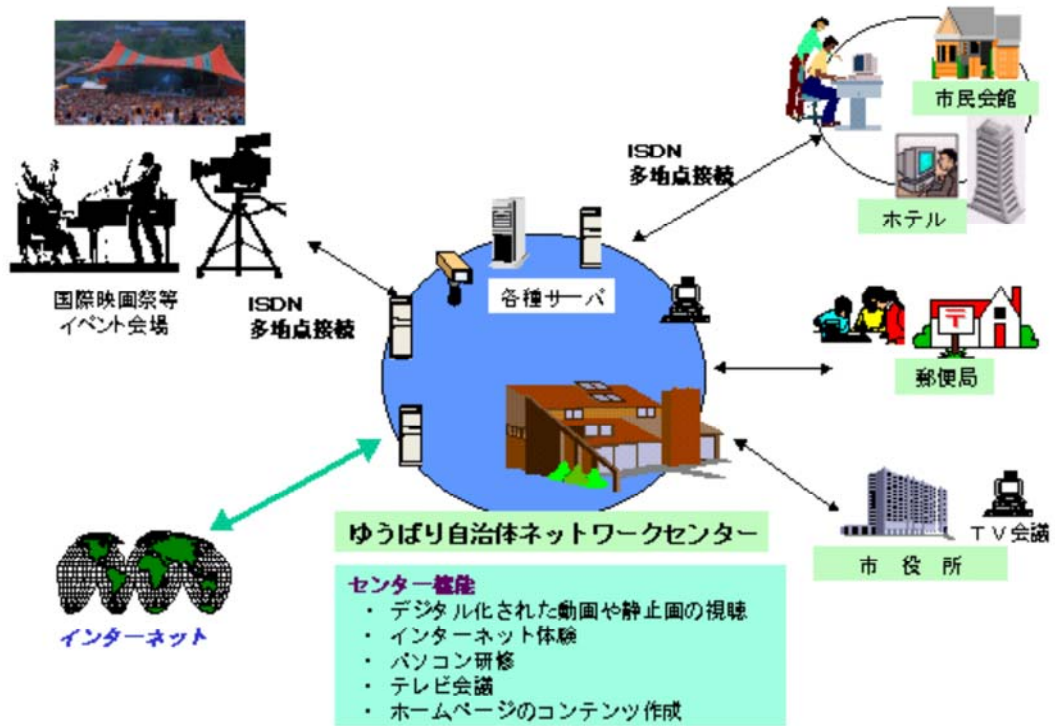 市民会館
ISDN
多地点接続
ホテル
各種サーバ
国際映画祭等
イベント会場
ISDN
多地点接続
〒
郵便局
ゆうばり自治体ネットワークセンター
TV会議
市役所
センター機能
・ デジタル化された動画や静止画の視聴
・ インターネット体験
・ パソコン研修
・ テレビ会議
・ ホームページのコンテンツ作成
インターネット